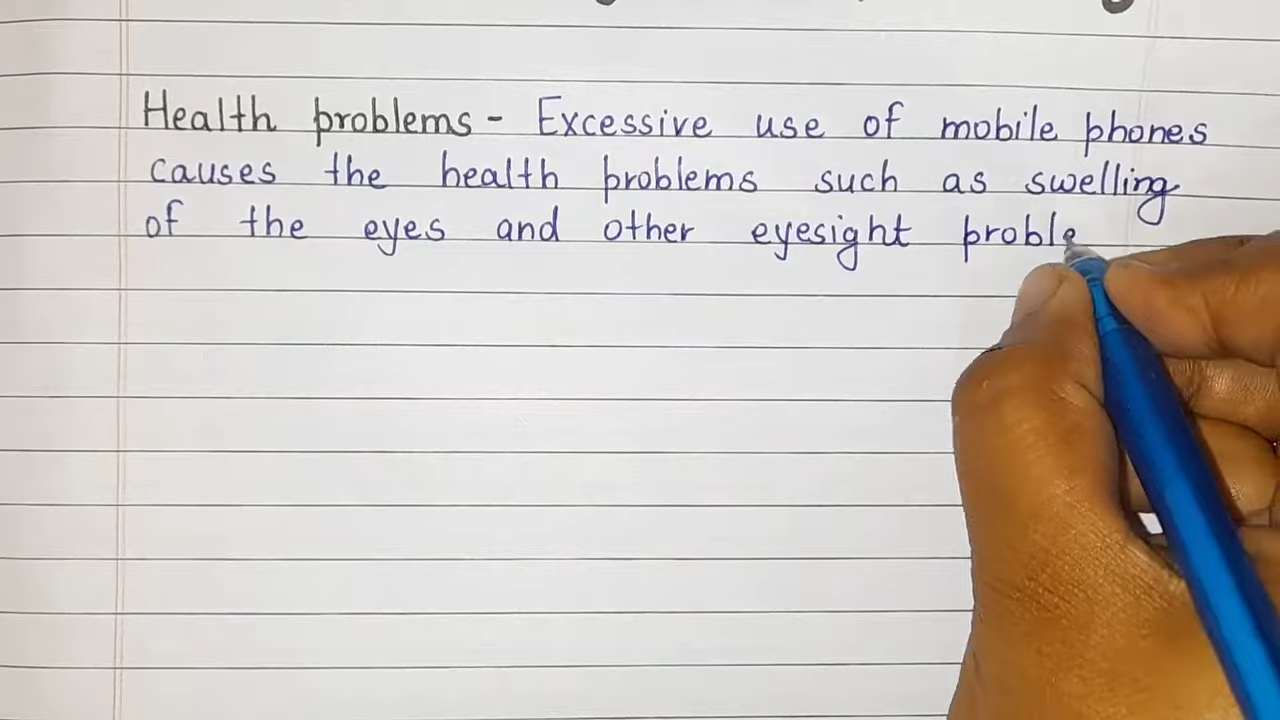 Health problems - Excessive use of mobile phones
causes the health problems such as swelling
of the eyes and other eyesight proble